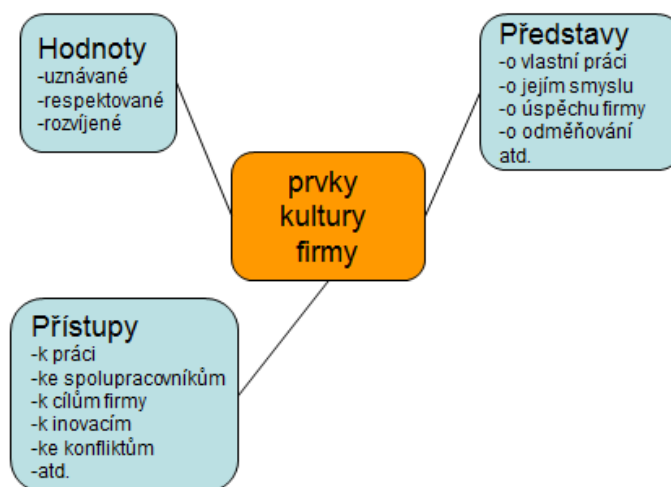 Hodnoty
-uznávané
-respektované
-rozvíjené
Představy
-o vlastní práci
-o jejím smyslu
-o úspěchu firmy
-o odměňování
atd.
prvky
kultury
firmy
Přístupy
-k práci
-ke spolupracovníkům
-k cílům firmy
-k inovacím
-ke konfliktům
-atd.